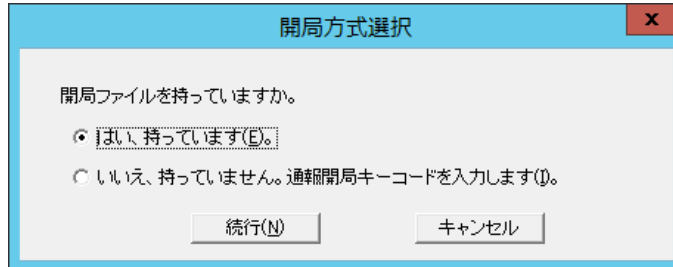 開局方式選択
x
開局ファイルを持っていますか。
はい、持っています(E)。
いいえ、持っていません。通報開局キーコードを入力します(I)。
続行(N)
キャンセル